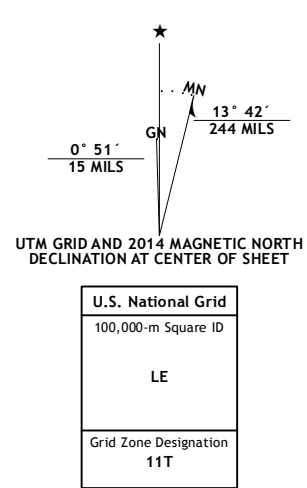 ★
MN
GN
13° 42´
244 MILS
0° 51´
15 MILS
UTM GRID AND 2014 MAGNETIC NORTH
DECLINATION AT CENTER OF SHEET
U.S. National Grid
100,000-m Square ID
LE
Grid Zone Designation
11T